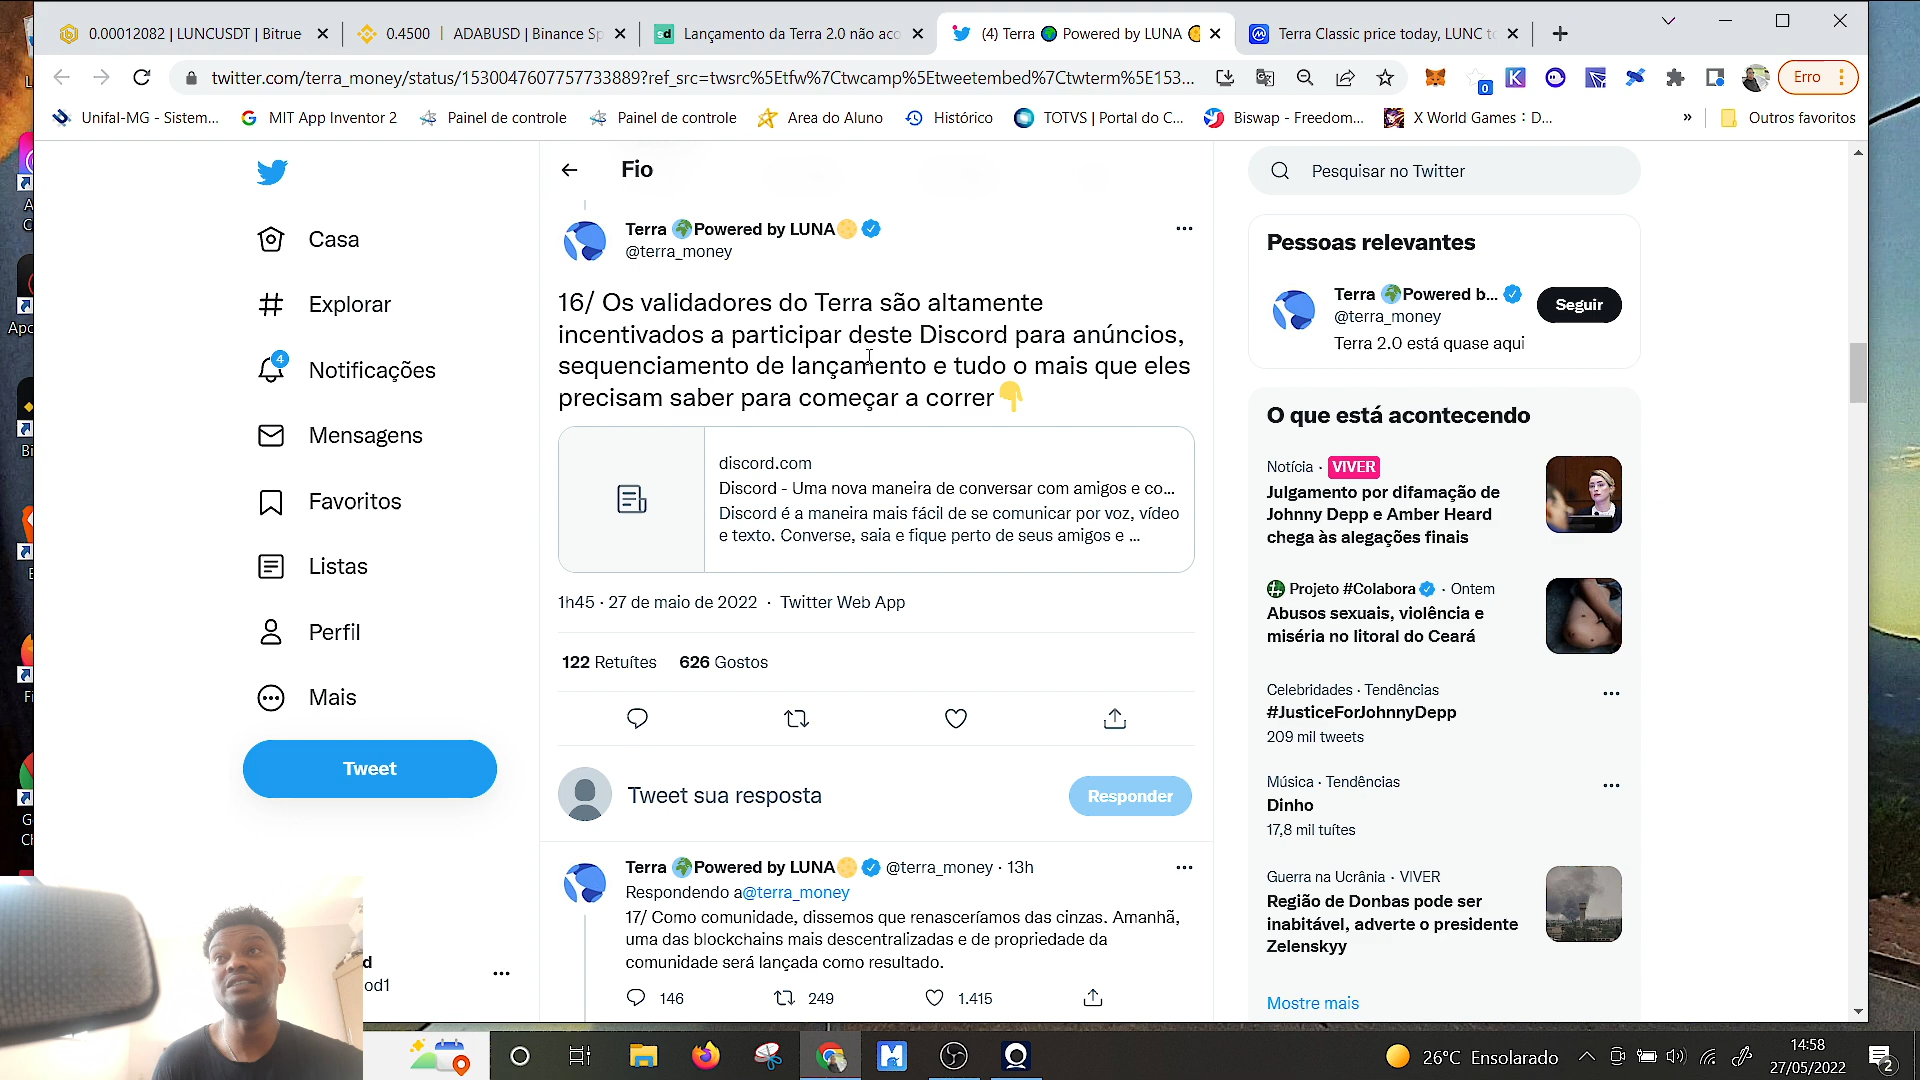 0.00012082 | LUNCUSDT | Bitrue
0.4500 | ADABUSD | Binance Sp
Lançamento da Terra 2.0 não aco
(4) Terra Powered by LUNA
Terra Classic price today, LUNC to
twitter.com/terra_money/status/1530047607757733889?ref_src=twsrc%5Etfw%7Ctwcamp%5Etweetembed%7Ctwterm%5E153...
0
Erro
Unifal-MG - Sistem...
MIT App Inventor 2
Painel de controle
Painel de controle
Area do Aluno
Histórico
TOTVS | Portal do C...
Biswap - Freedom...
X World Games : D...
»
Outros favoritos
Casa
Explorar
4
Notificações
Mensagens
Favoritos
Listas
Perfil
Mais
Tweet
d
od1
Fio
Terra Powered by LUNA
@terra_money
16/ Os validadores do Terra são altamente
incentivados a participar deste Discord para anúncios,
sequenciamento de lançamento e tudo o mais que eles
precisam saber para começar a correr
discord.com
Discord - Uma nova maneira de conversar com amigos e co...
Discord é a maneira mais fácil de se comunicar por voz, vídeo
e texto. Converse, saia e fique perto de seus amigos e ...
1h45 · 27 de maio de 2022 · Twitter Web App
122 Retuítes 626 Gostos
Tweet sua resposta
Responder
Terra Powered by LUNA @terra_money · 13h
Respondendo a@terra_money
17/ Como comunidade, dissemos que renasceríamos das cinzas. Amanhã,
uma das blockchains mais descentralizadas e de propriedade da
comunidade será lançada como resultado.
146
249
1.415
Pesquisar no Twitter
Pessoas relevantes
Terra Powered b...
@terra_money
Seguir
Terra 2.0 está quase aqui
O que está acontecendo
Notícia · VIVER
Julgamento por difamação de
Johnny Depp e Amber Heard
chega às alegações finais
Projeto #Colabora · Ontem
Abusos sexuais, violência e
miséria no litoral do Ceará
Celebridades · Tendências
#JusticeForJohnnyDepp
209 mil tweets
Música · Tendências
Dinho
17,8 mil tuítes
Guerra na Ucrânia · VIVER
Região de Donbas pode ser
inabitável, adverte o presidente
Zelenskyy
Mostre mais
26°C Ensolarado
14:58
27/05/2022
2